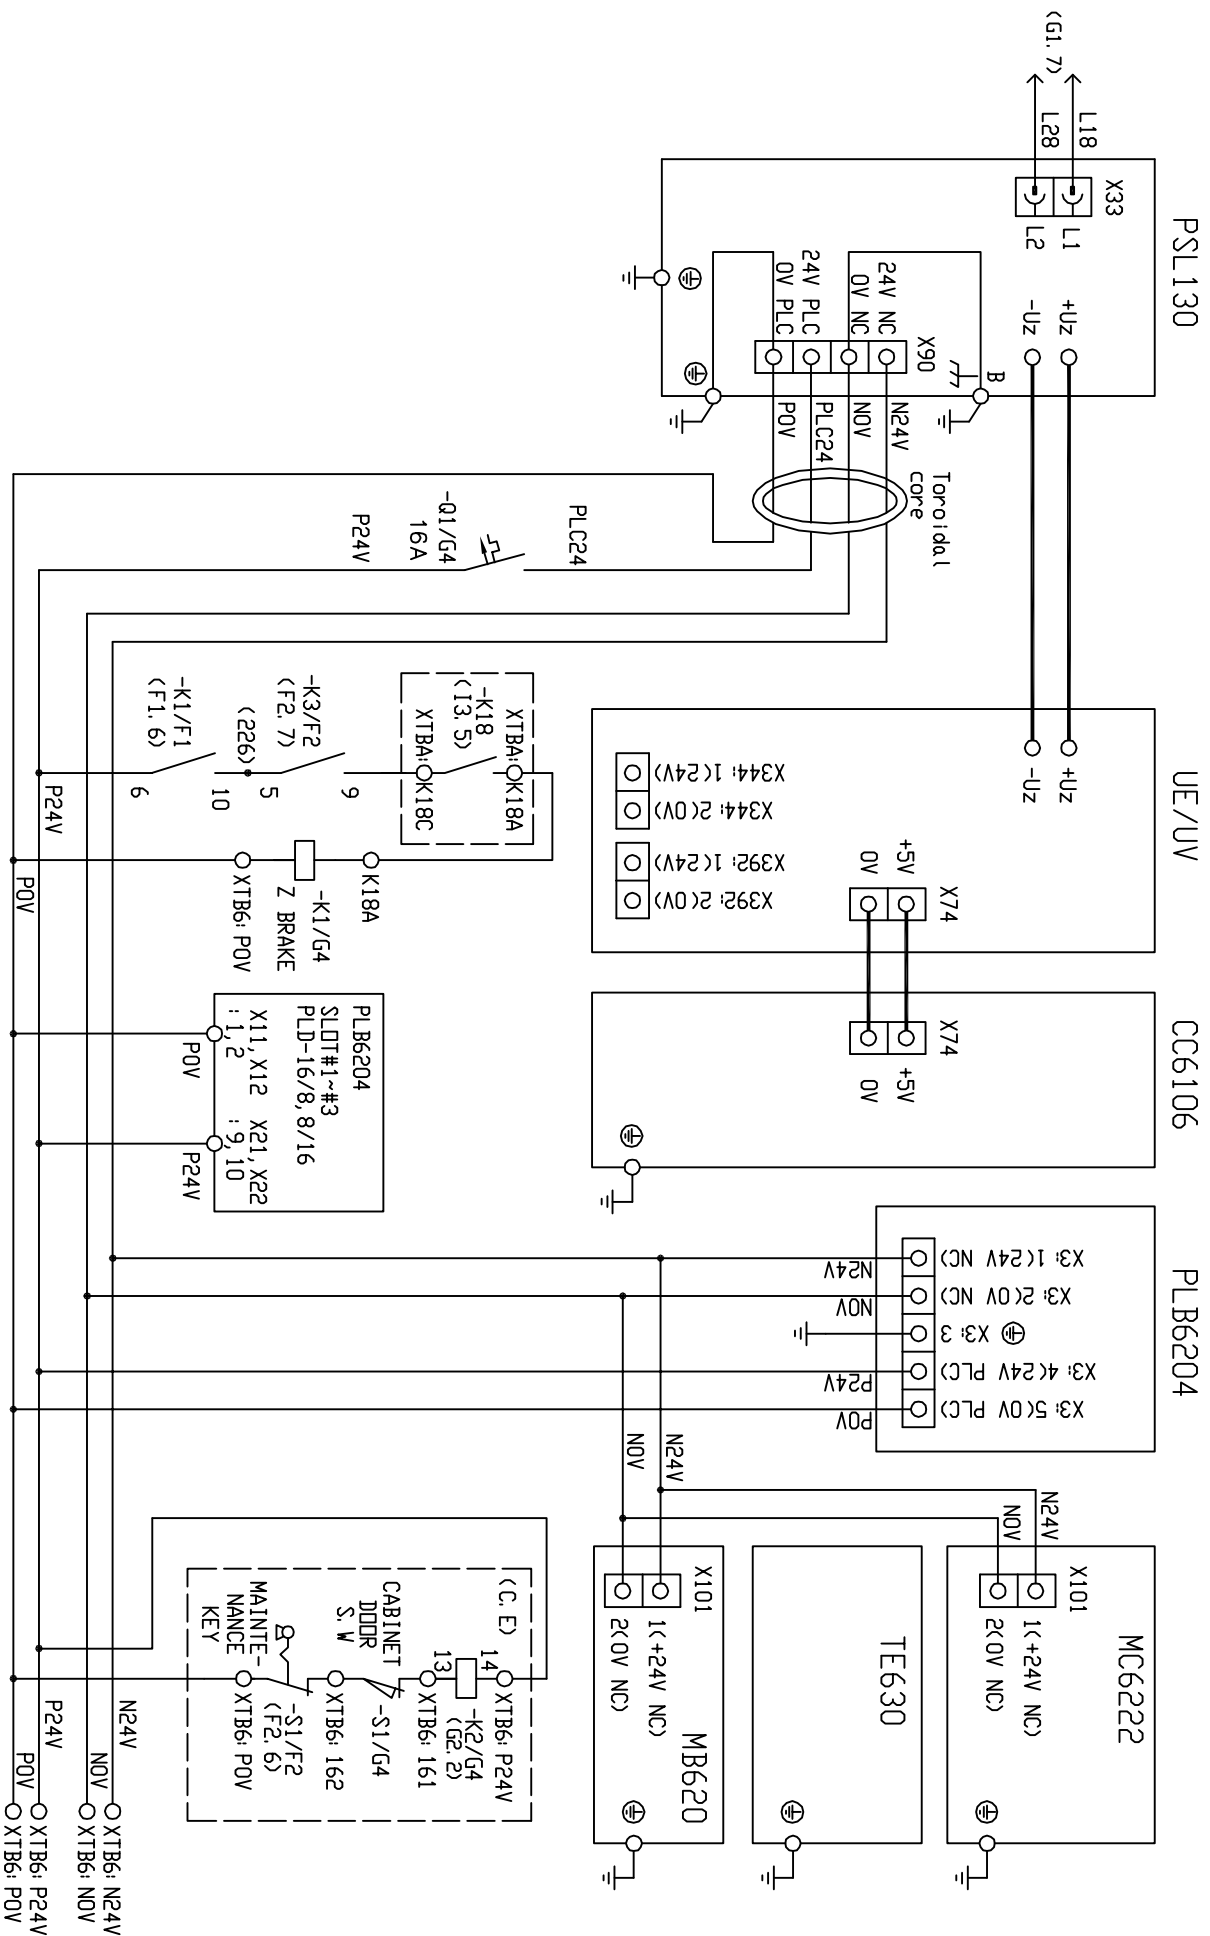 PSL130
UE/UV
CC6106
PLB6204
(G1. 7)
L18
L28
X33
L1
L2
+Uz
-Uz
+Uz
-Uz
24V NC
0V NC
24V PLC
0V PLC
X90
B
N24V
N0V
PLC24
P0V
Toroidal
core
PLC24
-Q1/G4
16A
P24V
X344: 1(24V)
X344: 2(0V)
X392: 1(24V)
X392: 2(0V)
X74
+5V
0V
X74
+5V
0V
X3: 1(24V NC)
X3: 2(0V NC)
X3: 3
X3: 4(24V PLC)
X3: 5(0V PLC)
N24V
N0V
P24V
P0V
XTBA: K18A
-K18
(I3. 5)
XTBA: K18C
-K3/F2
(F2. 7)
9
5
(226)
10
-K1/F1
(F1. 6)
6
P24V
K18A
-K1/G4
Z BRAKE
XTB6: P0V
P0V
PLB6204
SLOT#1~#3
PLD-16/8, 8/16
X11, X12
: 1, 2
X21, X22
: 9, 10
P0V
P24V
N24V
N0V
N24V
N0V
MC6222
X101
1(+24V NC)
2(0V NC)
TE630
MB620
X101
1(+24V NC)
2(0V NC)
(C. E)
14
XTB6: P24V
-K2/G4
(G2. 2)
13
XTB6: 161
CABINET
DOOR
S. W
-S1/G4
XTB6: 162
-S1/F2
(F2. 6)
MAINTE-
NANCE
KEY
XTB6: P0V
N24V
N0V
P24V
P0V
XTB6: N24V
XTB6: N0V
XTB6: P24V
XTB6: P0V